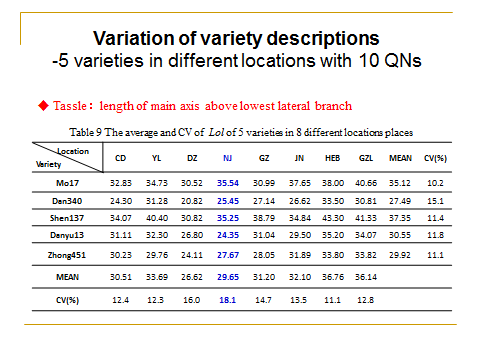 Variation of variety descriptions
-5 varieties in different locations with 10 QNs
◆ Tassle： length of main axis above lowest lateral branch
Table 9 The average and CV of Lol of 5 varieties in 8 different locations places
Location Variety CD YL DZ NJ GZ JN HEB GZL MEAN CV(%)
Mo17 32.83 34.73 30.52 35.54 30.99 37.65 38.00 40.66 35.12 10.2
Dan340 24.30 31.28 20.82 25.45 27.14 26.62 33.50 30.81 27.49 15.1
Shen137 34.07 40.40 30.82 35.25 38.79 34.84 43.30 41.33 37.35 11.4
Danyu13 31.11 32.30 26.80 24.35 31.04 29.50 35.20 34.07 30.55 11.8
Zhong451 30.23 29.76 24.11 27.67 28.05 31.89 33.80 33.82 29.92 11.1
MEAN 30.51 33.69 26.62 29.65 31.20 32.10 36.76 36.14
CV(%) 12.4 12.3 16.0 18.1 14.7 13.5 11.1 12.8